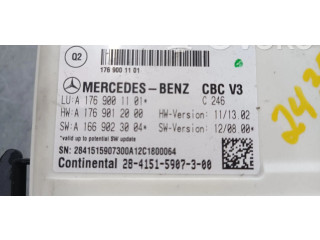 Q2
176 900 11 01
MERCEDES-BENZ CBC V3
LU:A 176 900 11 01* C 246
HW:A 176 901 20 00 HW-Version: 11/13.02
SW:A 166 902 30 04* SW-Version: 12/08.00*
*valid up to potential SW update
SN: 2841515907300A12C1800064
Continental 28-4151-5907-3-00